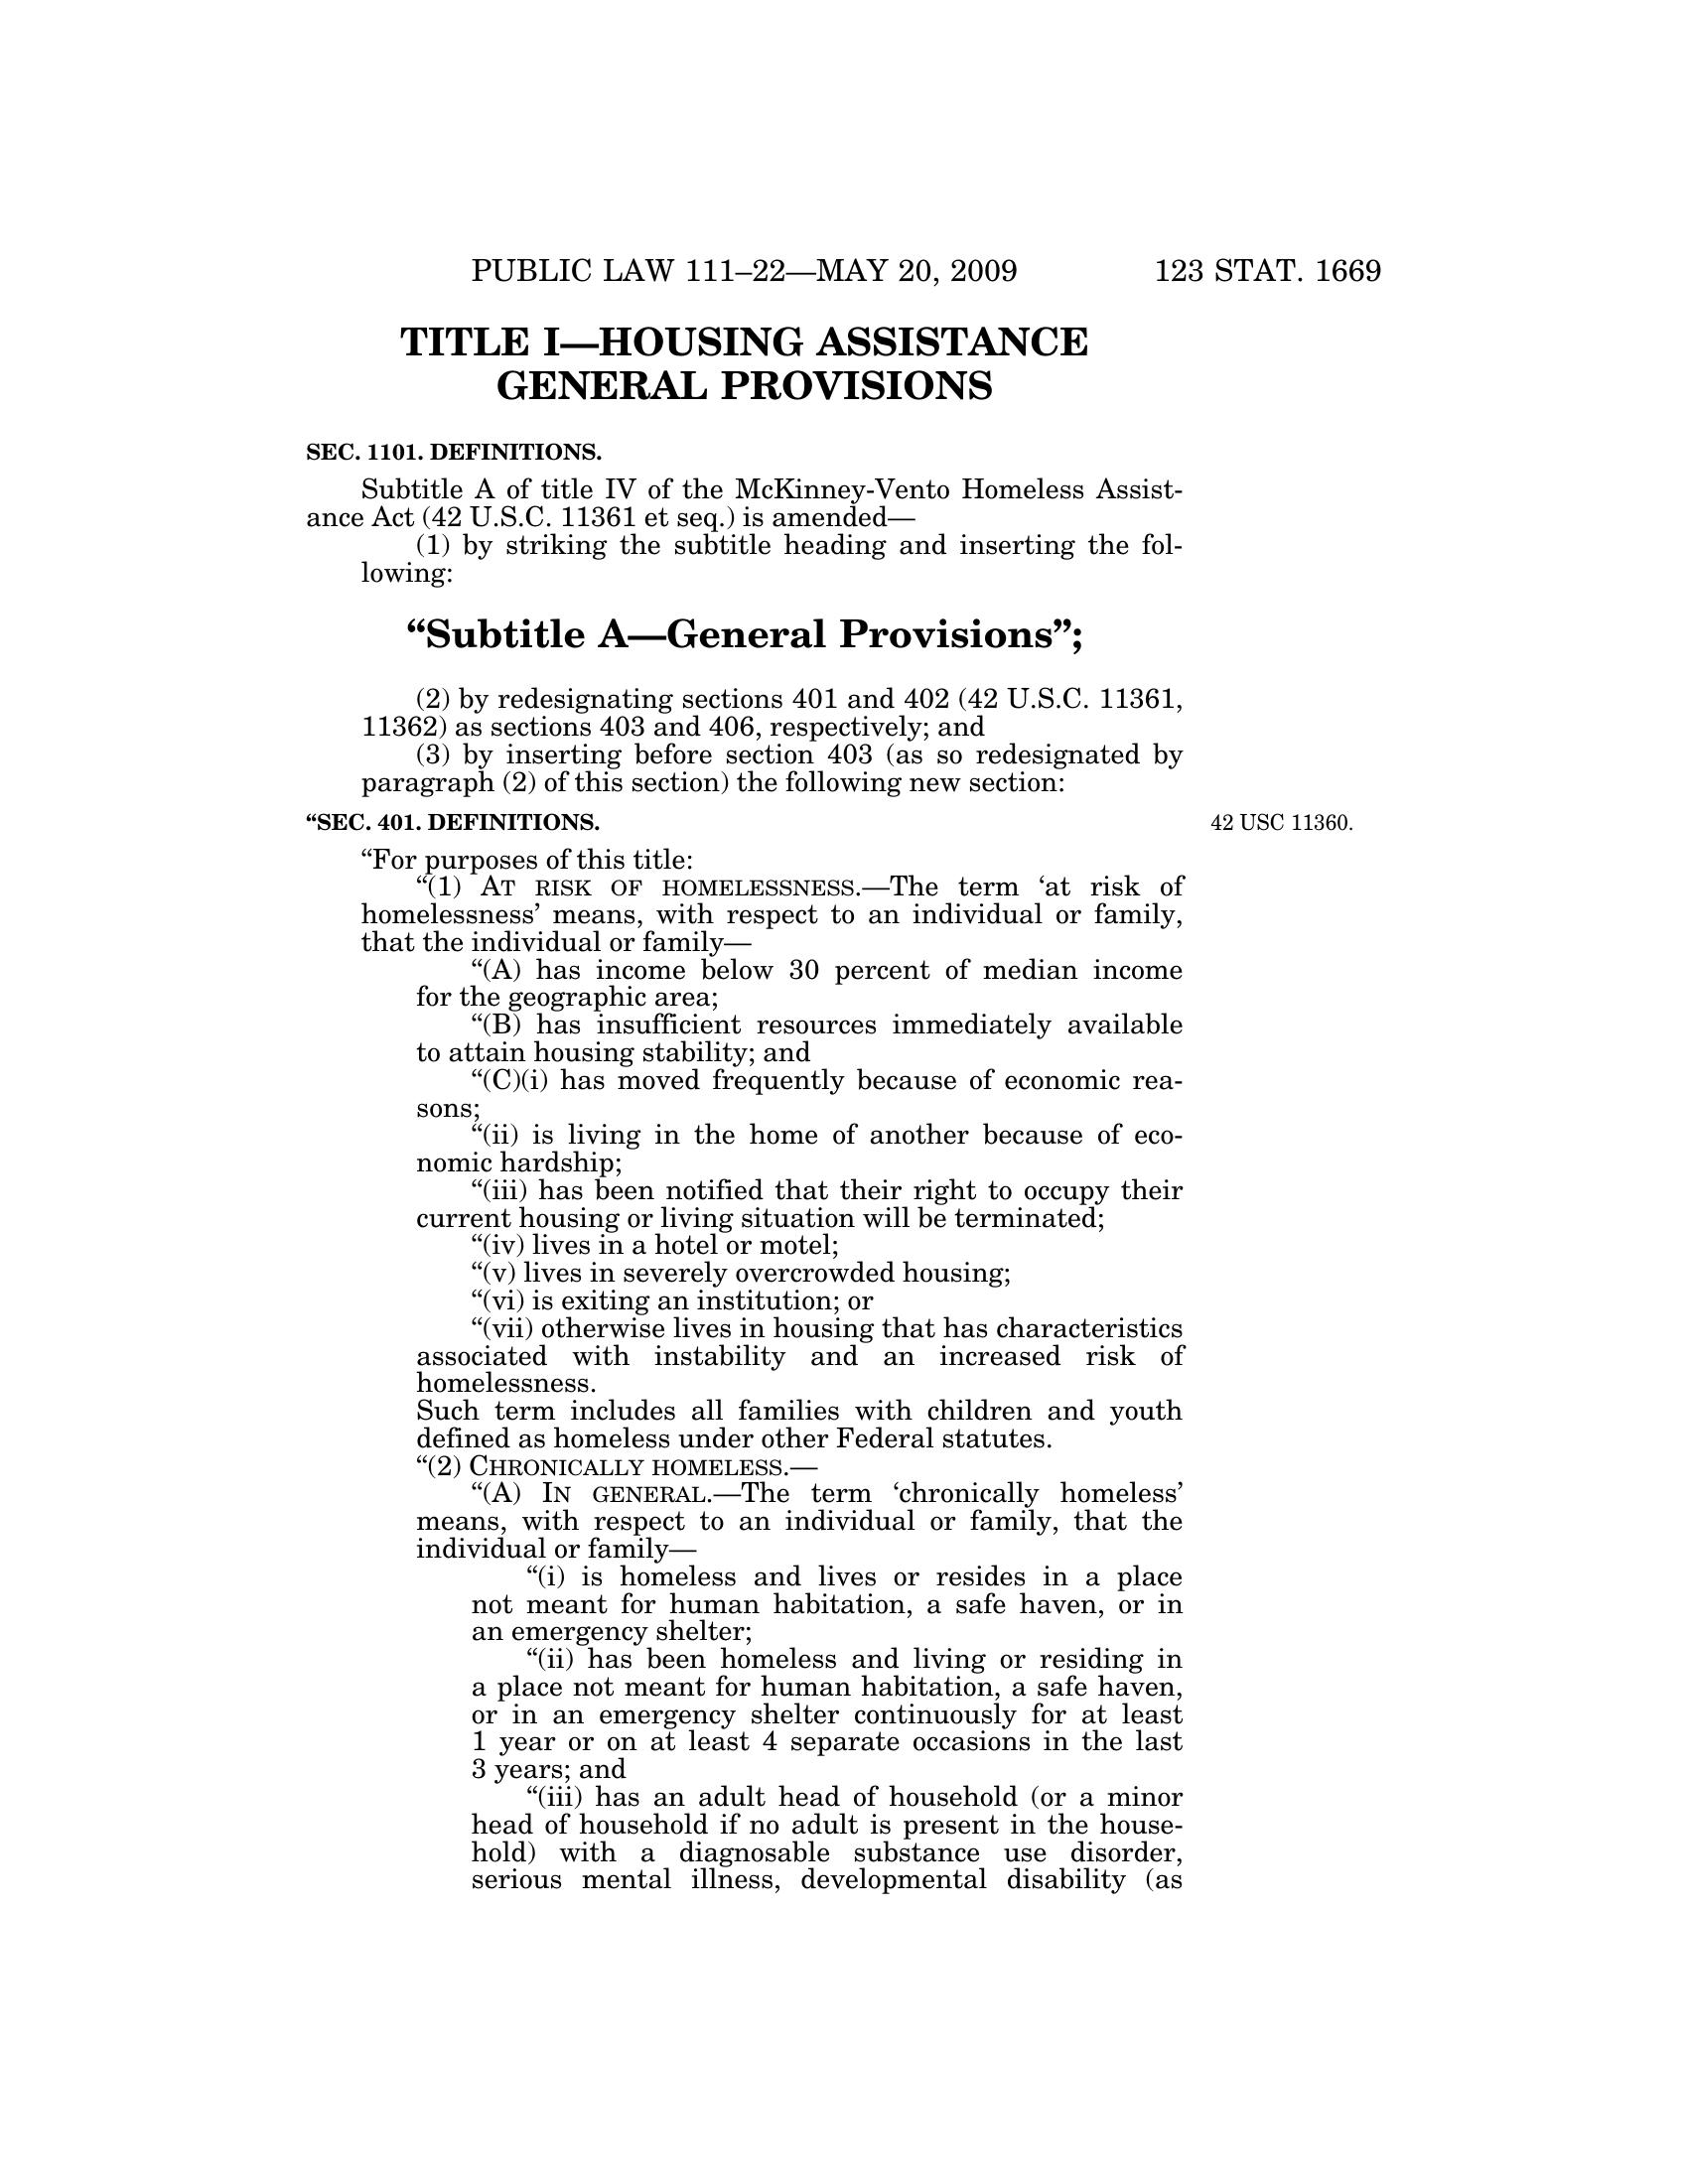 PUBLIC LAW 111–22—MAY 20, 2009 123 STAT. 1669
TITLE I—HOUSING ASSISTANCE
GENERAL PROVISIONS
SEC. 1101. DEFINITIONS.
Subtitle A of title IV of the McKinney-Vento Homeless Assist-
ance Act (42 U.S.C. 11361 et seq.) is amended—
(1) by striking the subtitle heading and inserting the fol-
lowing:
“Subtitle A—General Provisions”;
(2) by redesignating sections 401 and 402 (42 U.S.C. 11361,
11362) as sections 403 and 406, respectively; and
(3) by inserting before section 403 (as so redesignated by
paragraph (2) of this section) the following new section:
“SEC. 401. DEFINITIONS. 42 USC 11360.
“For purposes of this title:
“(1) AT RISK OF HOMELESSNESS.—The term ‘at risk of
homelessness’ means, with respect to an individual or family,
that the individual or family—
“(A) has income below 30 percent of median income
for the geographic area;
“(B) has insufficient resources immediately available
to attain housing stability; and
“(C)(i) has moved frequently because of economic rea-
sons;
“(ii) is living in the home of another because of eco-
nomic hardship;
“(iii) has been notified that their right to occupy their
current housing or living situation will be terminated;
“(iv) lives in a hotel or motel;
“(v) lives in severely overcrowded housing;
“(vi) is exiting an institution; or
“(vii) otherwise lives in housing that has characteristics
associated with instability and an increased risk of
homelessness.
Such term includes all families with children and youth
defined as homeless under other Federal statutes.
“(2) CHRONICALLY HOMELESS.—
“(A) IN GENERAL.—The term ‘chronically homeless’
means, with respect to an individual or family, that the
individual or family—
“(i) is homeless and lives or resides in a place
not meant for human habitation, a safe haven, or in
an emergency shelter;
“(ii) has been homeless and living or residing in
a place not meant for human habitation, a safe haven,
or in an emergency shelter continuously for at least
1 year or on at least 4 separate occasions in the last
3 years; and
“(iii) has an adult head of household (or a minor
head of household if no adult is present in the house-
hold) with a diagnosable substance use disorder,
serious mental illness, developmental disability (as